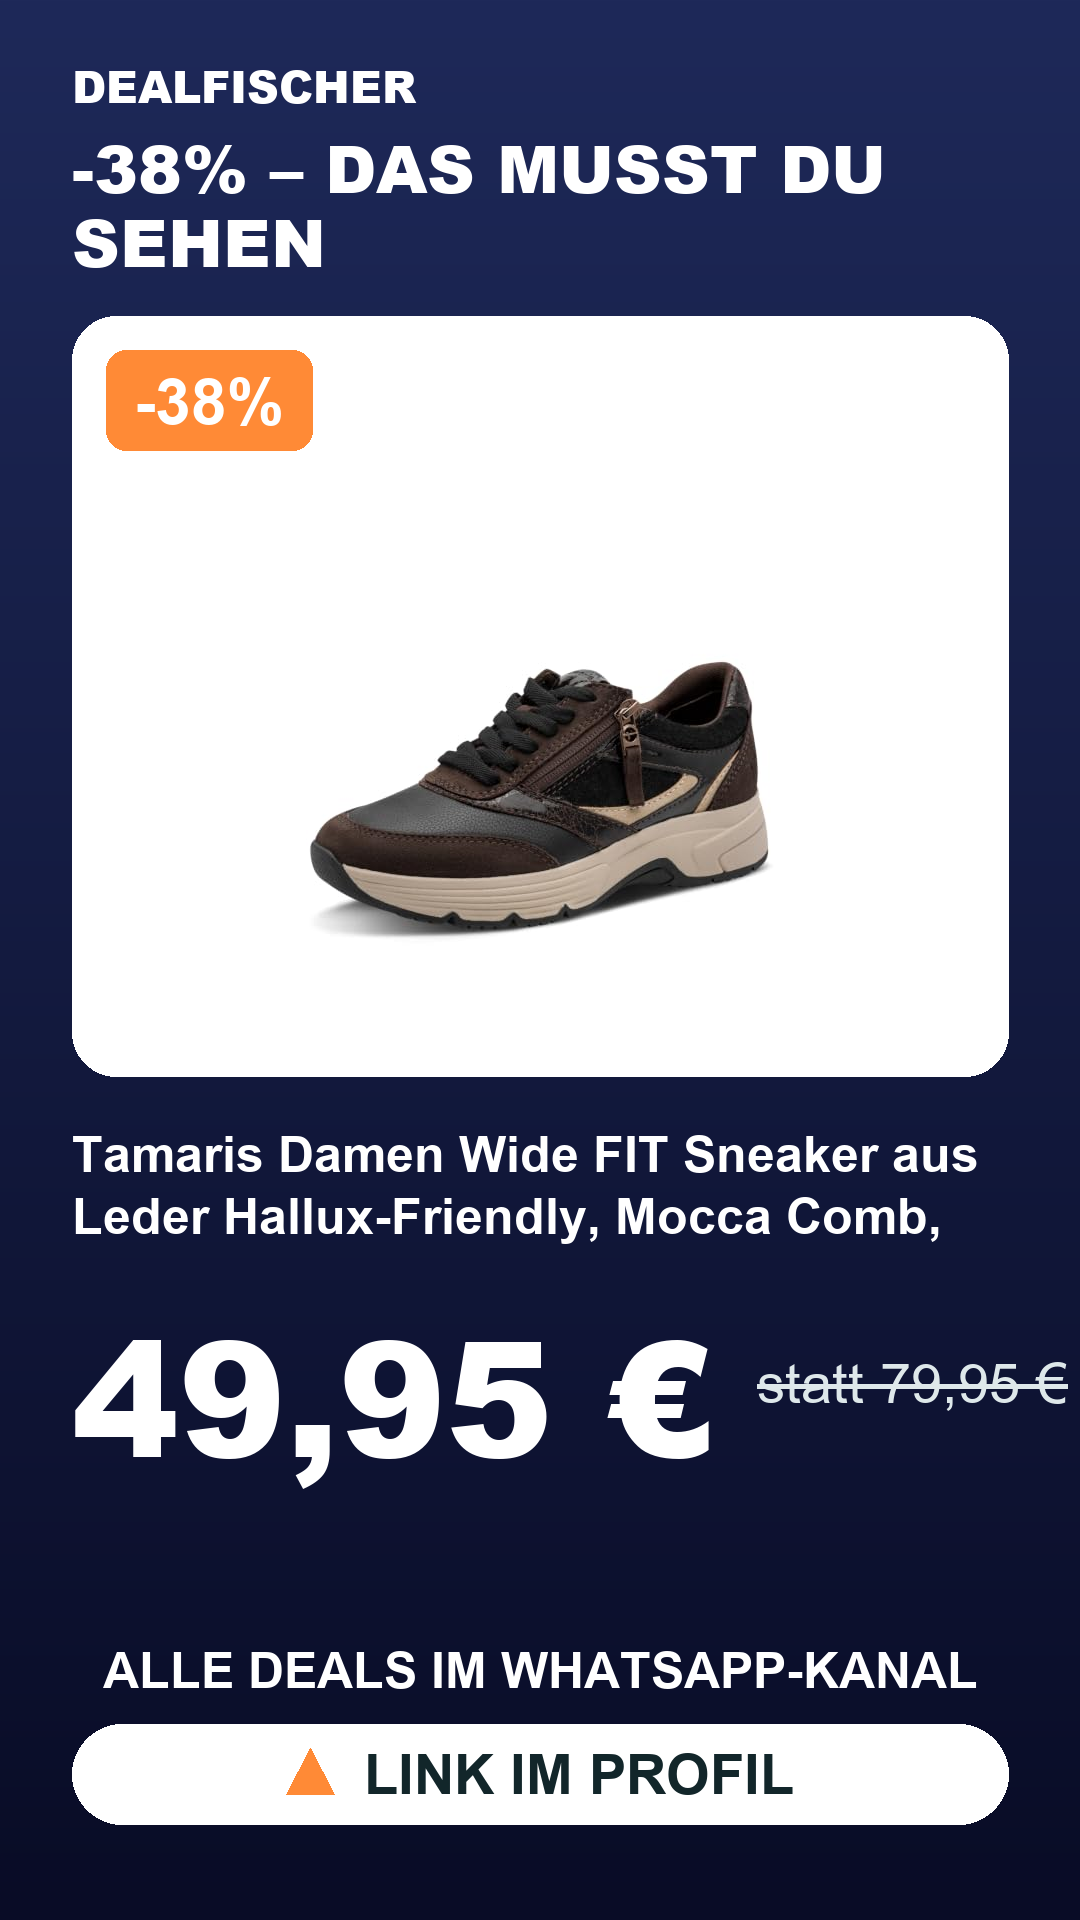 DEALFISCHER
-38% – DAS MUSST DU
SEHEN
-38%
Tamaris Damen Wide FIT Sneaker aus
Leder Hallux-Friendly, Mocca Comb,
49,95 € statt 79,95 €
ALLE DEALS IM WHATSAPP-KANAL
LINK IM PROFIL